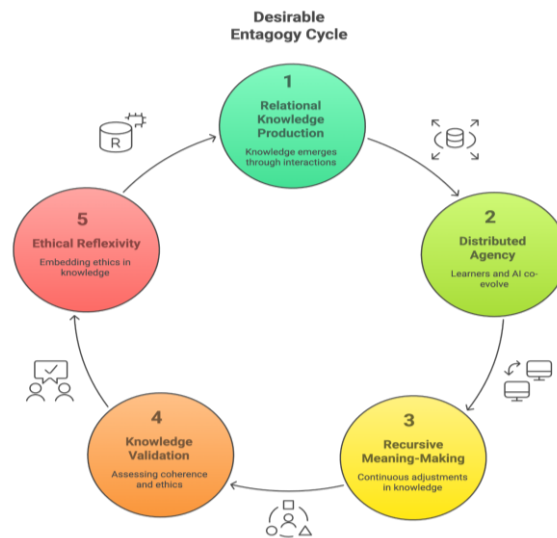 Desirable
Entagogy Cycle
1
Relational
Knowledge
Production
Knowledge emerges
through interactions
R
2
Distributed
Agency
Learners and AI co-
evolve
3
Recursive
Meaning-Making
Continuous adjustments
in knowledge
4
Knowledge
Validation
Assessing coherence
and ethics
5
Ethical Reflexivity
Embedding ethics in
knowledge